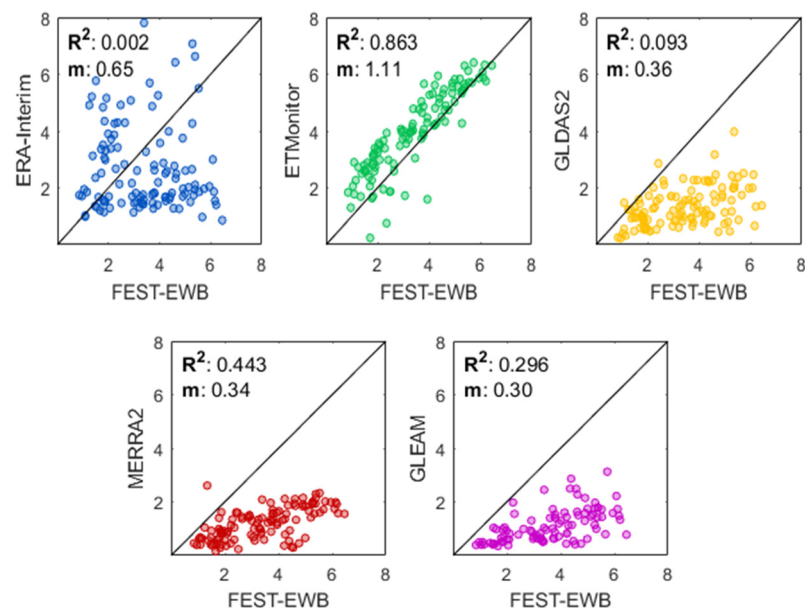 R²: 0.002
m: 0.65
ERA-Interim
8
6
4
2
2 4 6 8
FEST-EWB
R²: 0.863
m: 1.11
ETMonitor
8
6
4
2
2 4 6 8
FEST-EWB
R²: 0.093
m: 0.36
GLDAS2
8
6
4
2
2 4 6 8
FEST-EWB
R²: 0.443
m: 0.34
MERRA2
8
6
4
2
2 4 6 8
FEST-EWB
R²: 0.296
m: 0.30
GLEAM
8
6
4
2
2 4 6 8
FEST-EWB